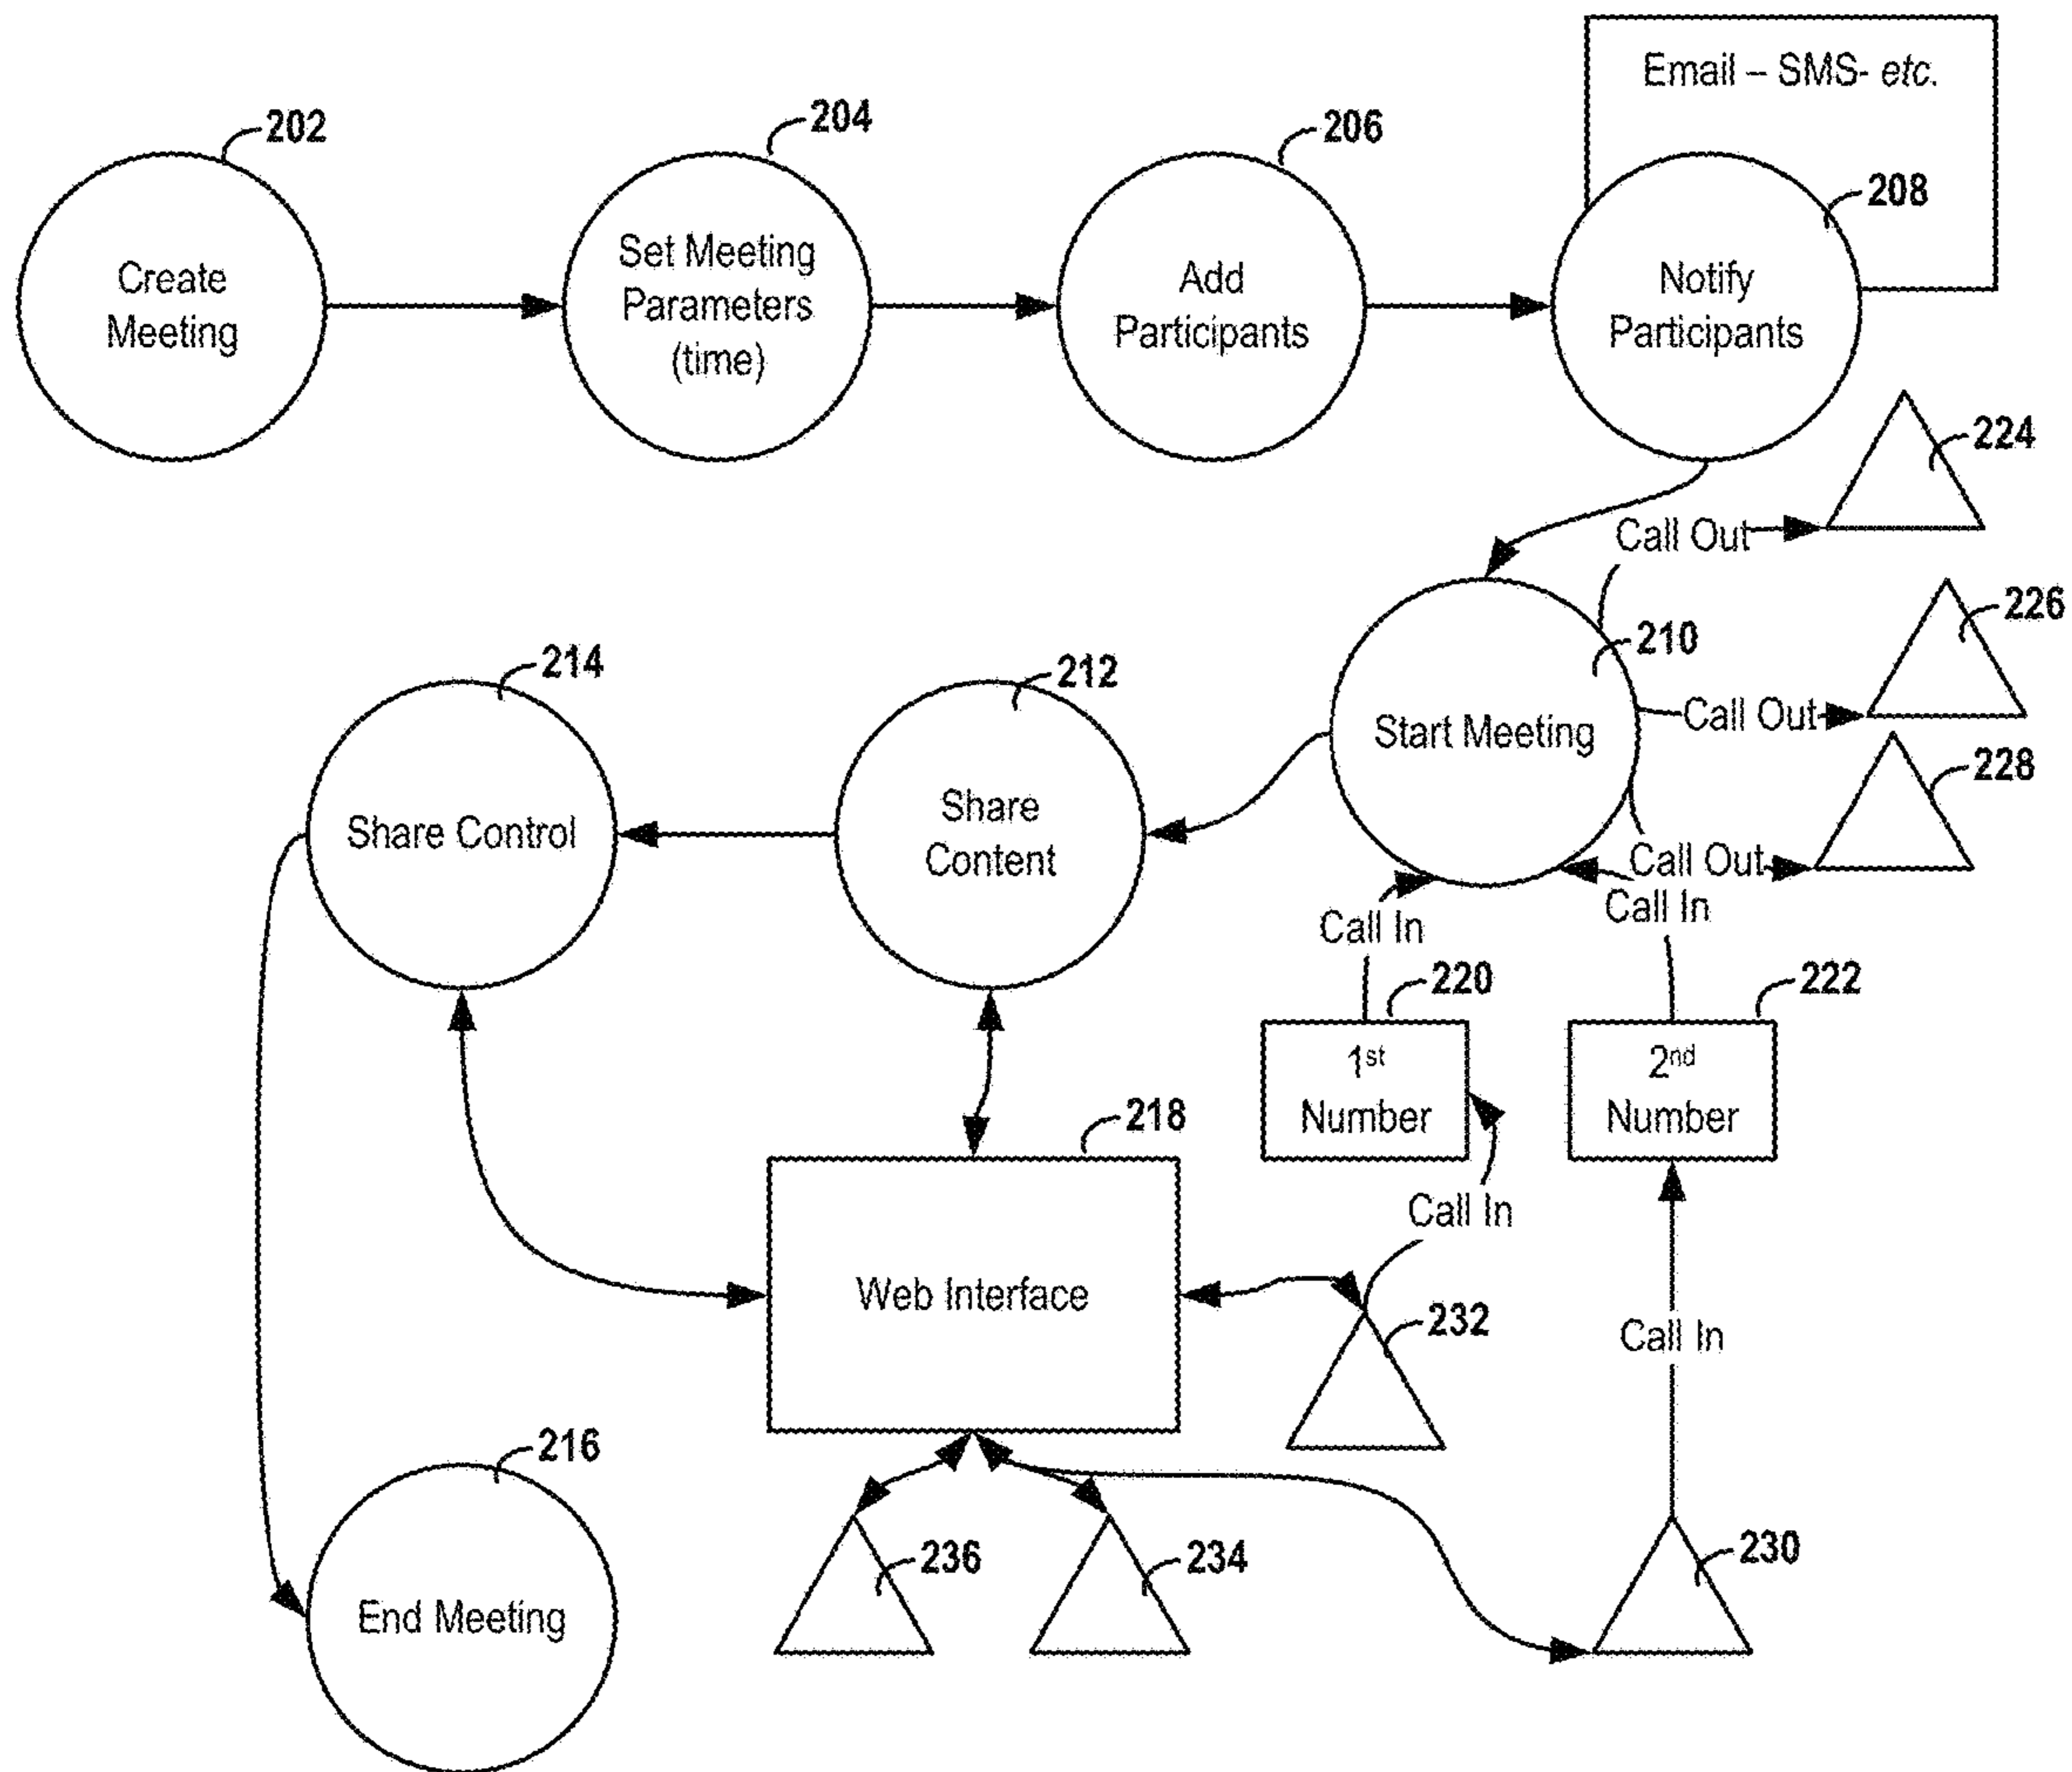 Email – SMS- etc.
202
204
206
208
Create
Meeting
Set Meeting
Parameters
(time)
Add
Participants
Notify
Participants
224
Call Out
226
210
Call Out
214
212
Start Meeting
228
Share Control
Share
Content
Call Out
Call In
Call In
220
222
1st
Number
2nd
Number
218
Call In
Web Interface
232
Call In
216
236
234
230
End Meeting